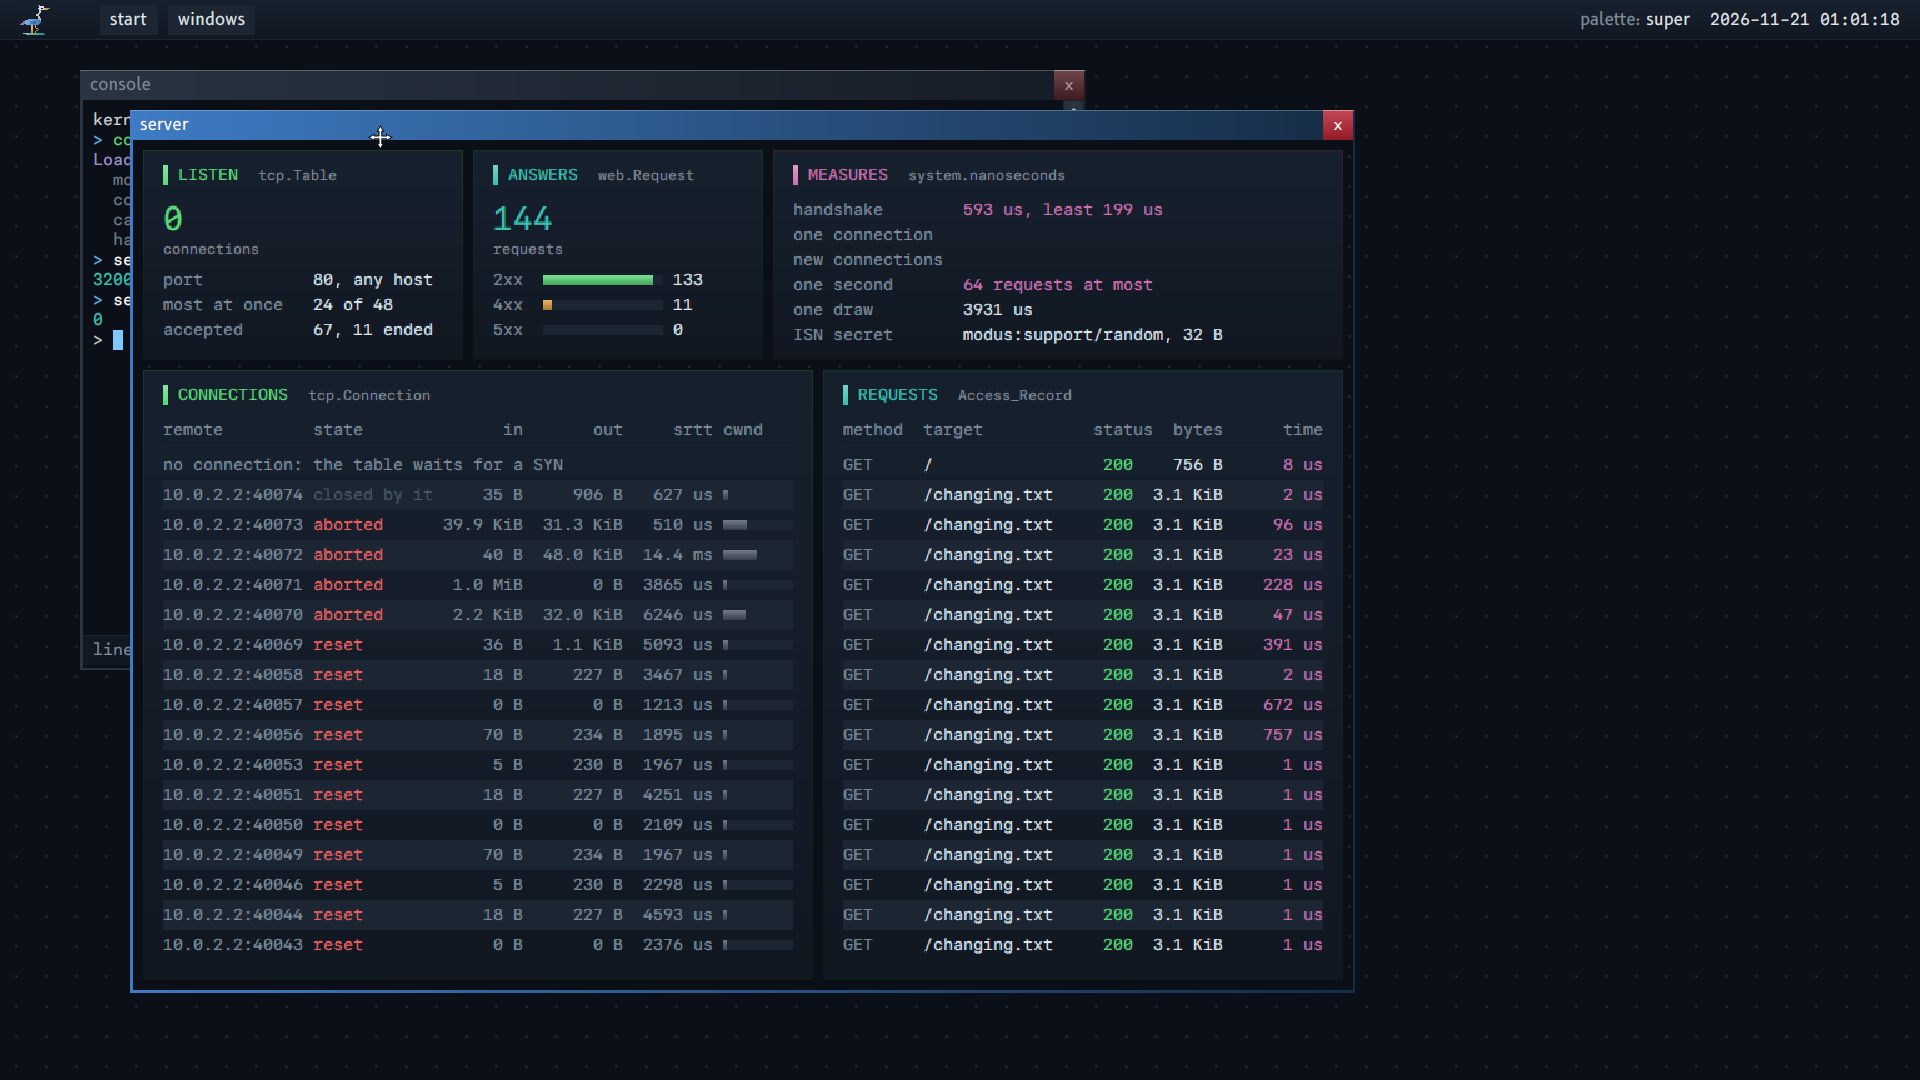 start windows palette: super 2026-11-21 01:01:18
console x
kern
> co
Load
mo
co
ca
ha
> se
3200
> se
0
>
line
server x
LISTEN tcp.Table
0
connections
port 80, any host
most at once 24 of 48
accepted 67, 11 ended
ANSWERS web.Request
144
requests
2xx 133
4xx 11
5xx 0
MEASURES system.nanoseconds
handshake 593 us, least 199 us
one connection
new connections
one second 64 requests at most
one draw 3931 us
ISN secret modus:support/random, 32 B
CONNECTIONS tcp.Connection
remote state in out srtt cwnd
no connection: the table waits for a SYN
10.0.2.2:40074 closed by it 35 B 906 B 627 us
10.0.2.2:40073 aborted 39.9 KiB 31.3 KiB 510 us
10.0.2.2:40072 aborted 40 B 48.0 KiB 14.4 ms
10.0.2.2:40071 aborted 1.0 MiB 0 B 3865 us
10.0.2.2:40070 aborted 2.2 KiB 32.0 KiB 6246 us
10.0.2.2:40069 reset 36 B 1.1 KiB 5093 us
10.0.2.2:40058 reset 18 B 227 B 3467 us
10.0.2.2:40057 reset 0 B 0 B 1213 us
10.0.2.2:40056 reset 70 B 234 B 1895 us
10.0.2.2:40053 reset 5 B 230 B 1967 us
10.0.2.2:40051 reset 18 B 227 B 4251 us
10.0.2.2:40050 reset 0 B 0 B 2109 us
10.0.2.2:40049 reset 70 B 234 B 1967 us
10.0.2.2:40046 reset 5 B 230 B 2298 us
10.0.2.2:40044 reset 18 B 227 B 4593 us
10.0.2.2:40043 reset 0 B 0 B 2376 us
REQUESTS Access_Record
method target status bytes time
GET / 200 756 B 8 us
GET /changing.txt 200 3.1 KiB 2 us
GET /changing.txt 200 3.1 KiB 96 us
GET /changing.txt 200 3.1 KiB 23 us
GET /changing.txt 200 3.1 KiB 228 us
GET /changing.txt 200 3.1 KiB 47 us
GET /changing.txt 200 3.1 KiB 391 us
GET /changing.txt 200 3.1 KiB 2 us
GET /changing.txt 200 3.1 KiB 672 us
GET /changing.txt 200 3.1 KiB 757 us
GET /changing.txt 200 3.1 KiB 1 us
GET /changing.txt 200 3.1 KiB 1 us
GET /changing.txt 200 3.1 KiB 1 us
GET /changing.txt 200 3.1 KiB 1 us
GET /changing.txt 200 3.1 KiB 1 us
GET /changing.txt 200 3.1 KiB 1 us
GET /changing.txt 200 3.1 KiB 1 us